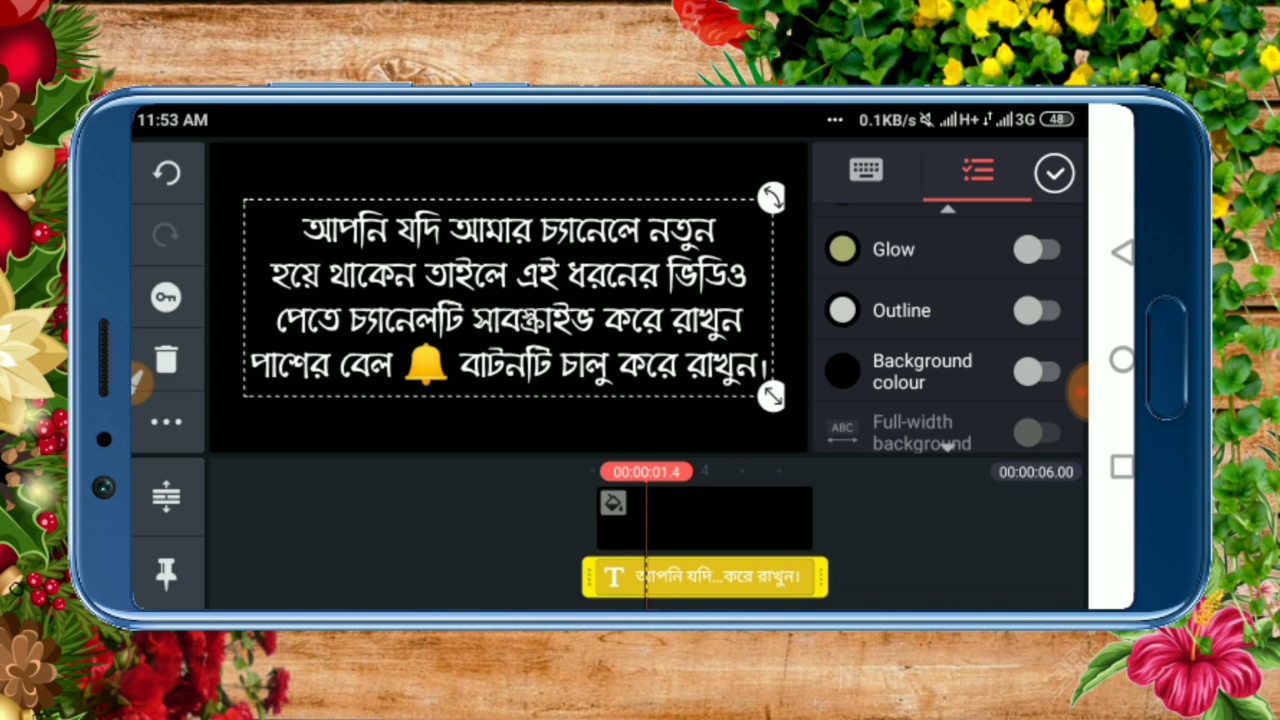 11:53 AM
0.1KB/s H+ 3G 48
আপনি যদি আমার চ্যানেলে নতুন
হয়ে থাকেন তাইলে এই ধরনের ভিডিও
পেতে চ্যানেলটি সাবস্ক্রাইভ করে রাখুন
পাশের বেল 🔔 বাটনটি চালু করে রাখুন।
Glow
Outline
Background
colour
ABC
Full-width
background
00:00:01.4
4
00:00:06.00
T আপনি যদি...করে রাখুন।